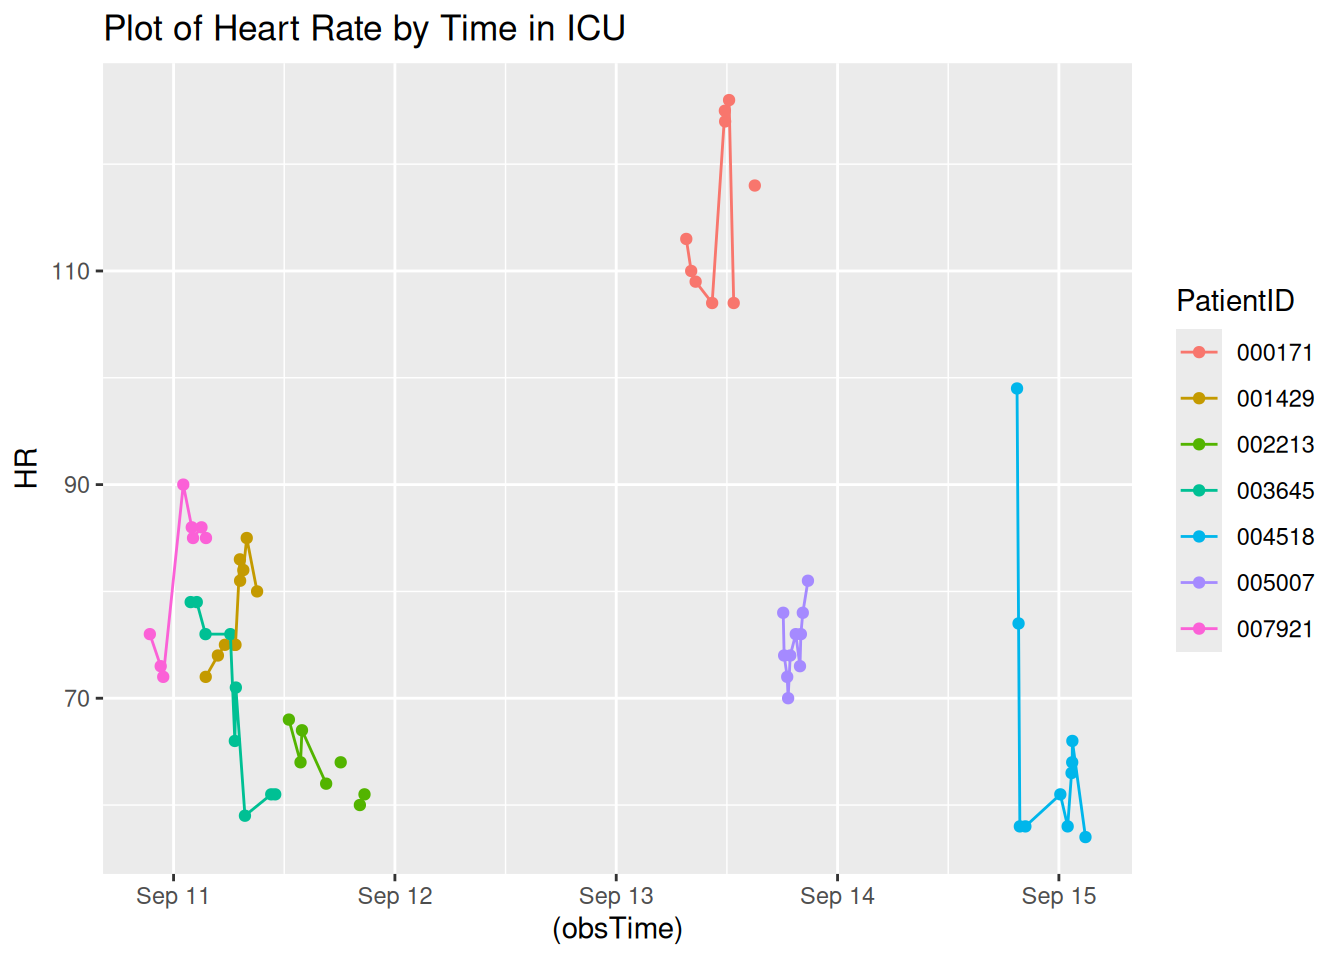 Plot of Heart Rate by Time in ICU
110
90
70
HR
Sep 11
Sep 12
Sep 13
Sep 14
Sep 15
(obsTime)
PatientID
000171
001429
002213
003645
004518
005007
007921